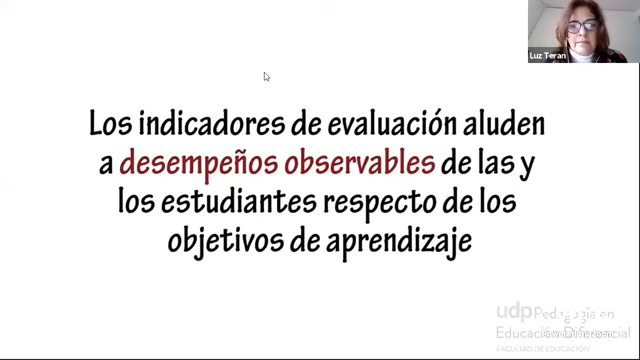 Luz Teran
Los indicadores de evaluación aluden
a desempeños observables de las y
los estudiantes respecto de los
objetivos de aprendizaje
udp Pedagogía en
Educación Diferencial
FACULTAD DE EDUCACIÓN